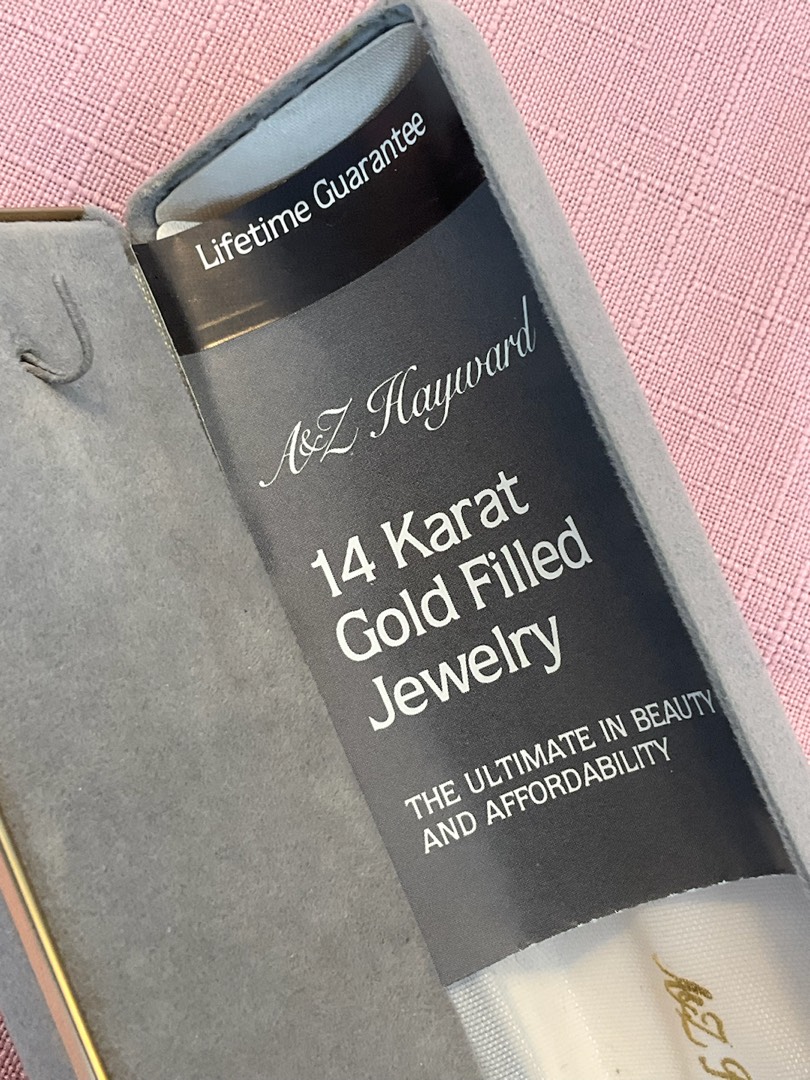 Lifetime Guarantee
A&Z Hayward
14 Karat
Gold Filled
Jewelry
THE ULTIMATE IN BEAUTY
AND AFFORDABILITY
A&Z